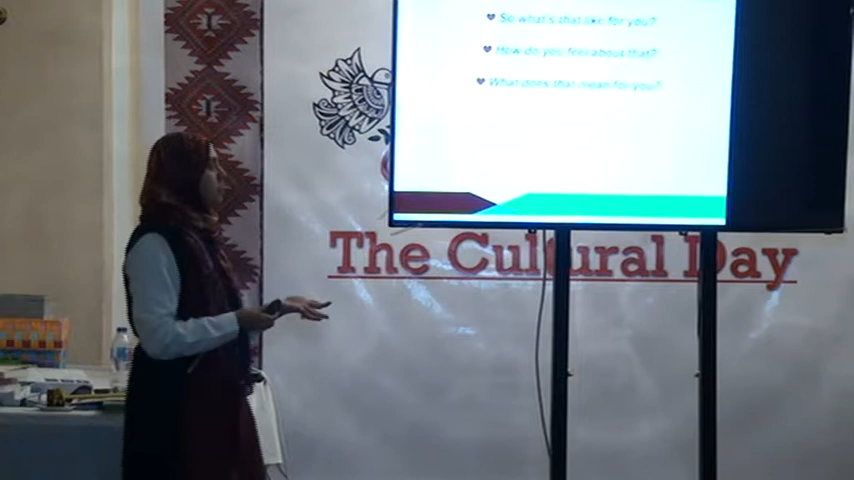 So what's that like for you?
How do you feel about that?
What does that mean for you?
The Cultural Day